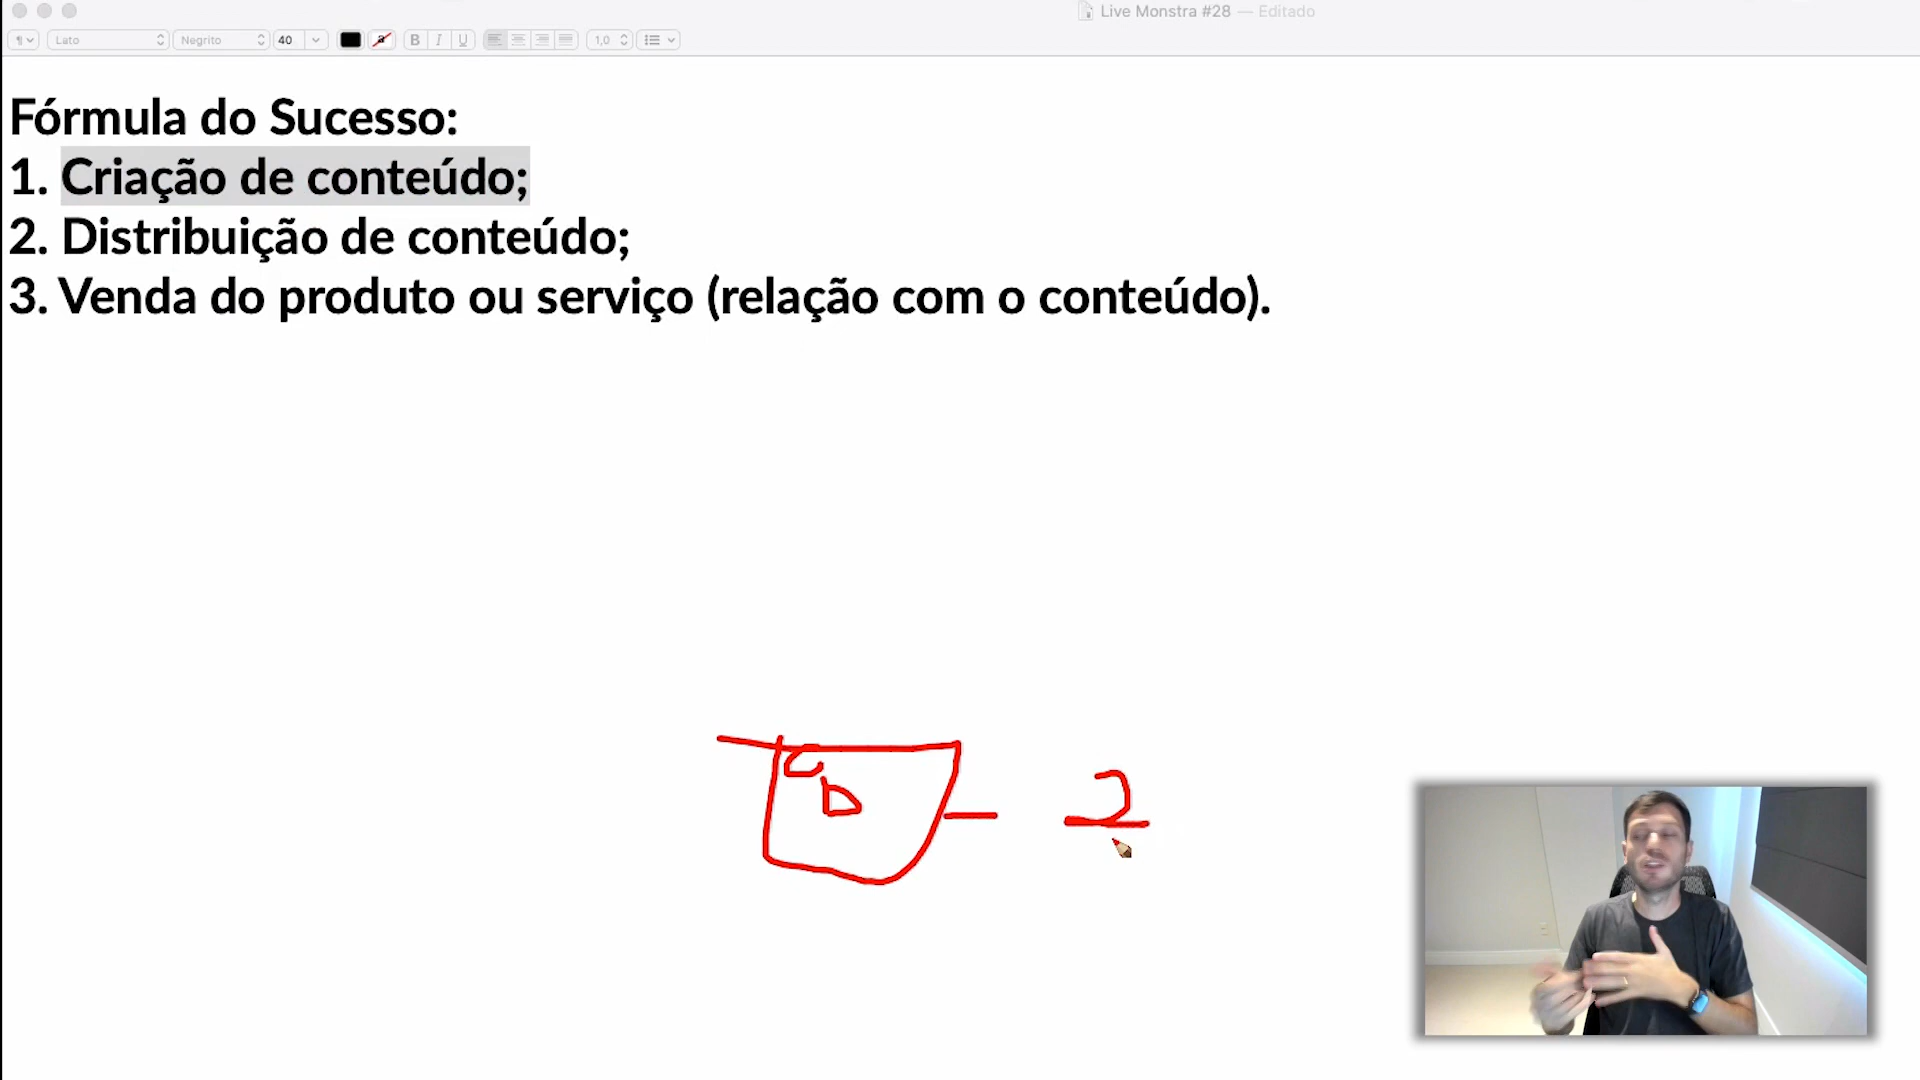 Live Monstra #28 — Editado
Lato Negrito 40 a B I U 1,0
Fórmula do Sucesso:
1. Criação de conteúdo;
2. Distribuição de conteúdo;
3. Venda do produto ou serviço (relação com o conteúdo).
C
D
2